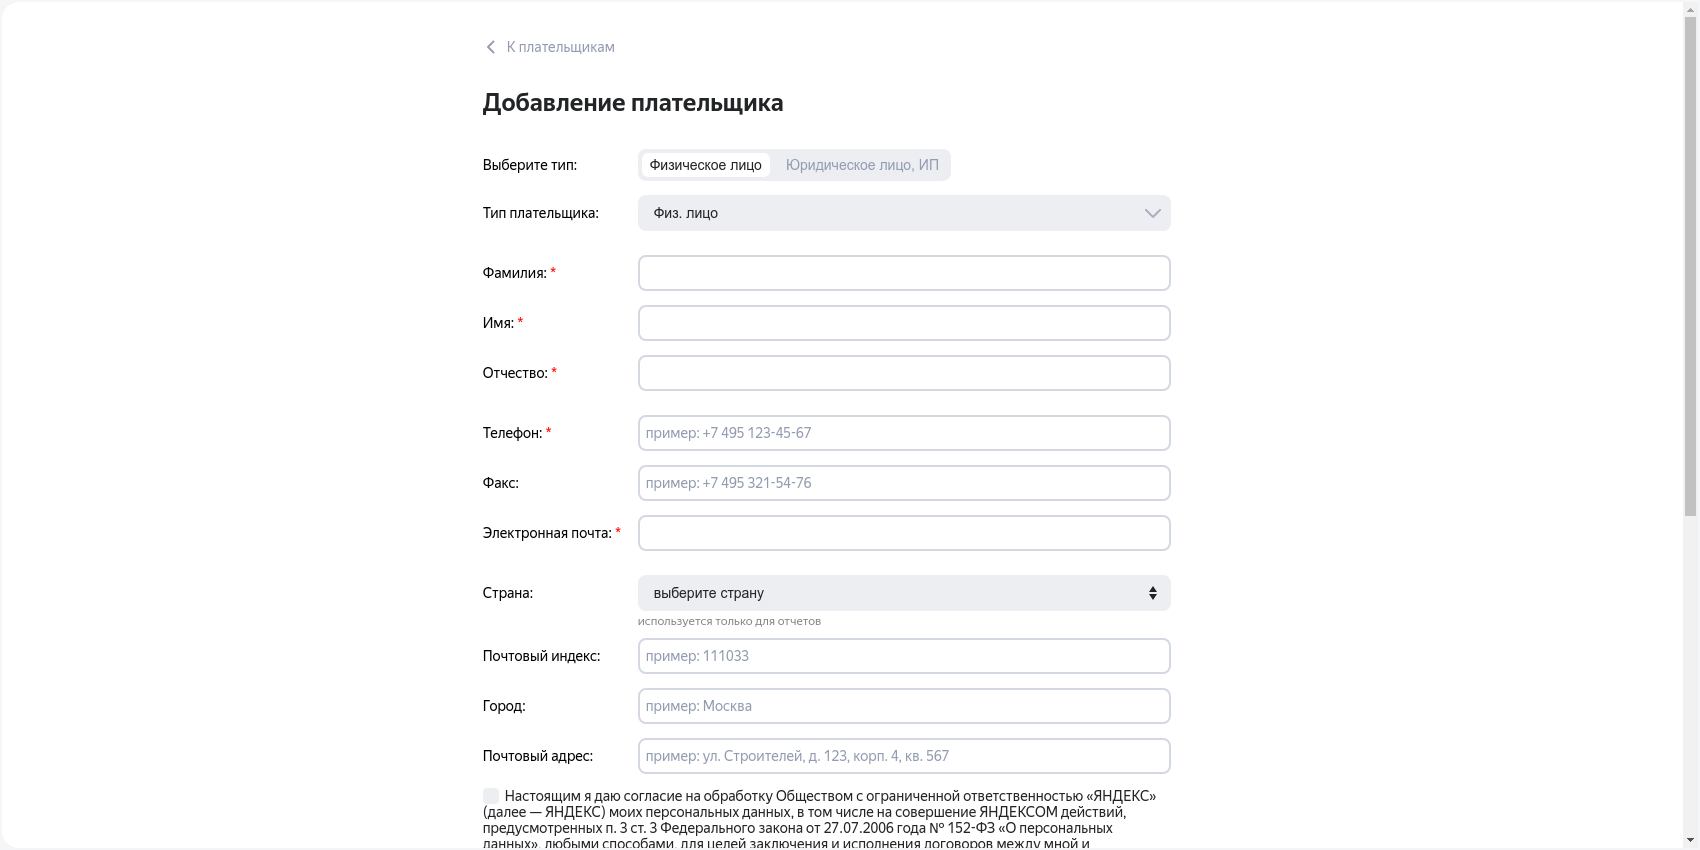 К плательщикам
Добавление плательщика
Выберите тип: Физическое лицо Юридическое лицо, ИП
Тип плательщика: Физ. лицо
Фамилия: *
Имя: *
Отчество: *
Телефон: * пример: +7 495 123-45-67
Факс: пример: +7 495 321-54-76
Электронная почта: *
Страна: выберите страну
используется только для отчетов
Почтовый индекс: пример: 111033
Город: пример: Москва
Почтовый адрес: пример: ул. Строителей, д. 123, корп. 4, кв. 567
Настоящим я даю согласие на обработку Обществом с ограниченной ответственностью «ЯНДЕКС»
(далее — ЯНДЕКС) моих персональных данных, в том числе на совершение ЯНДЕКСОМ действий,
предусмотренных п. 3 ст. 3 Федерального закона от 27.07.2006 года № 152-ФЗ «О персональных
данных», любыми способами, для целей заключения и исполнения договоров между мной и